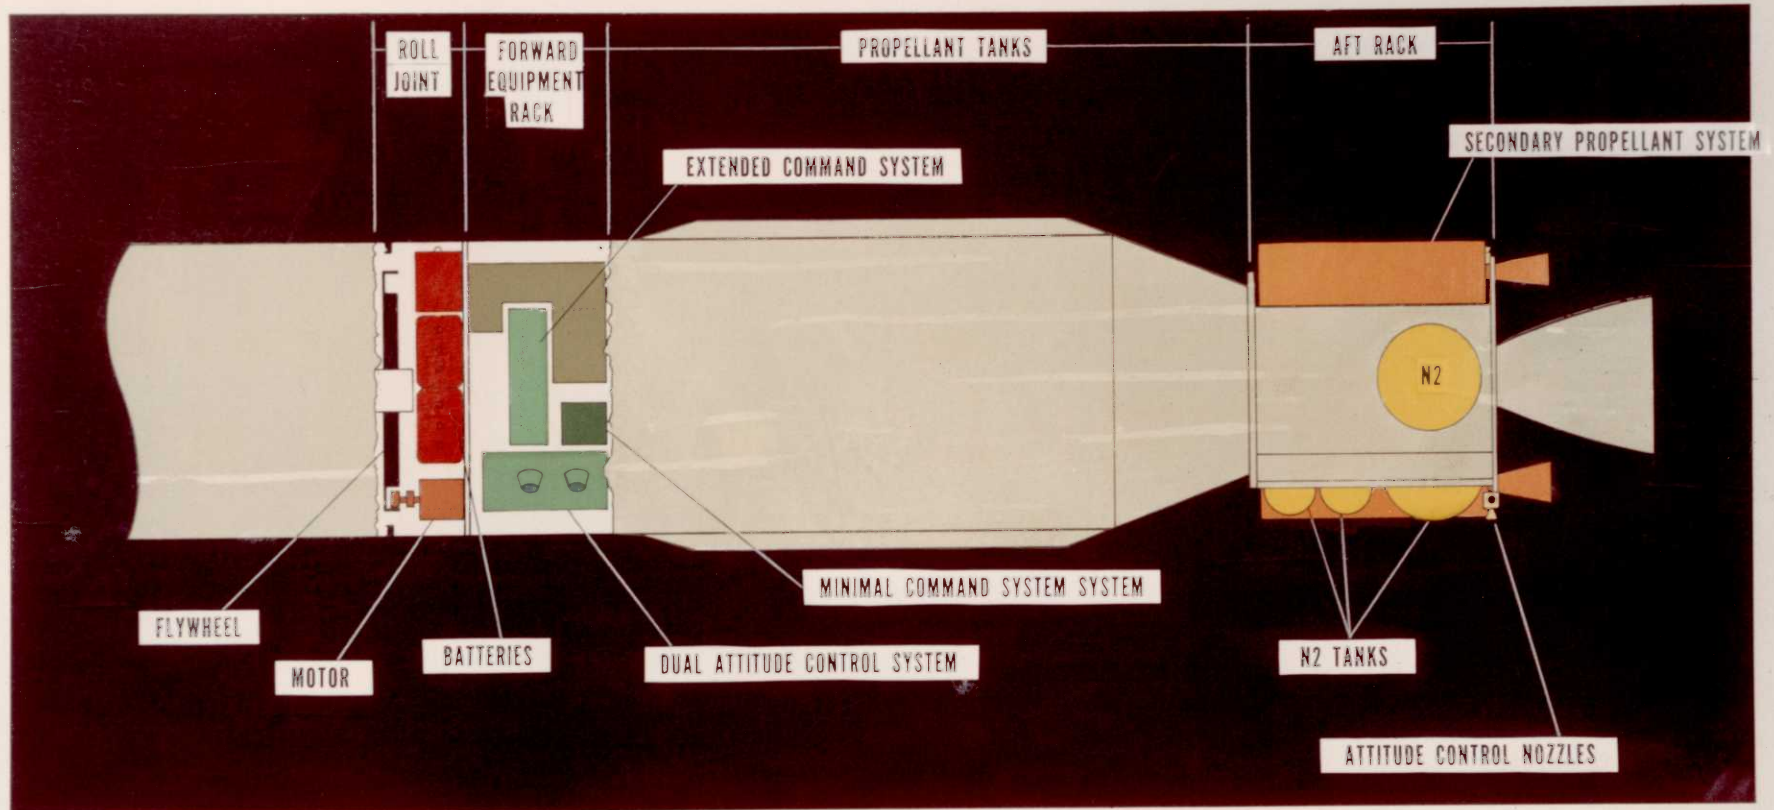 ROLL
JOINT
FORWARD
EQUIPMENT
RACK
PROPELLANT TANKS
AFT RACK
SECONDARY PROPELLANT SYSTEM
EXTENDED COMMAND SYSTEM
N2
MINIMAL COMMAND SYSTEM SYSTEM
FLYWHEEL
MOTOR
BATTERIES
DUAL ATTITUDE CONTROL SYSTEM
N2 TANKS
ATTITUDE CONTROL NOZZLES